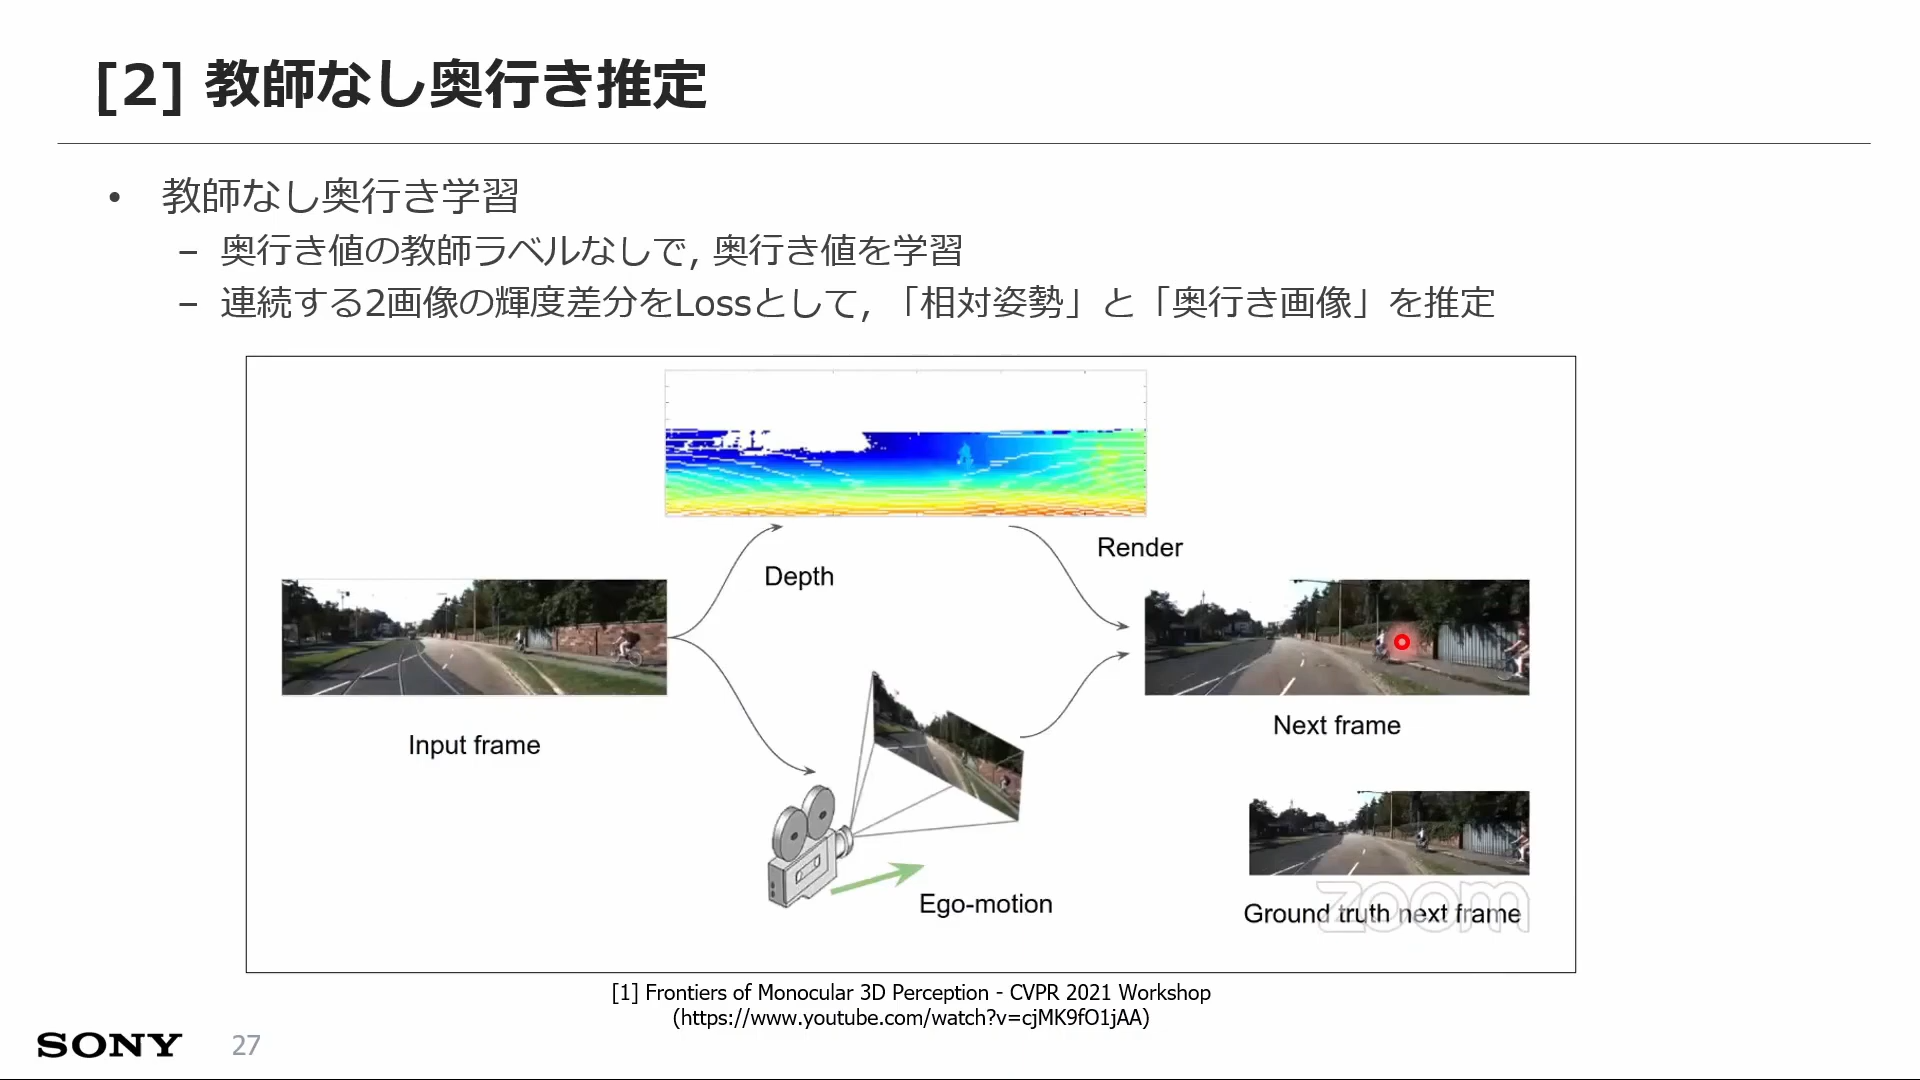 [2] 教師なし奥行き推定
• 教師なし奥行き学習
– 奥行き値の教師ラベルなしで, 奥行き値を学習
– 連続する2画像の輝度差分をLossとして, 「相対姿勢」と「奥行き画像」を推定
Render
Depth
Next frame
Input frame
Ego-motion
zoom
Ground truth next frame
[1] Frontiers of Monocular 3D Perception - CVPR 2021 Workshop
(https://www.youtube.com/watch?v=cjMK9fO1jAA)
SONY 27